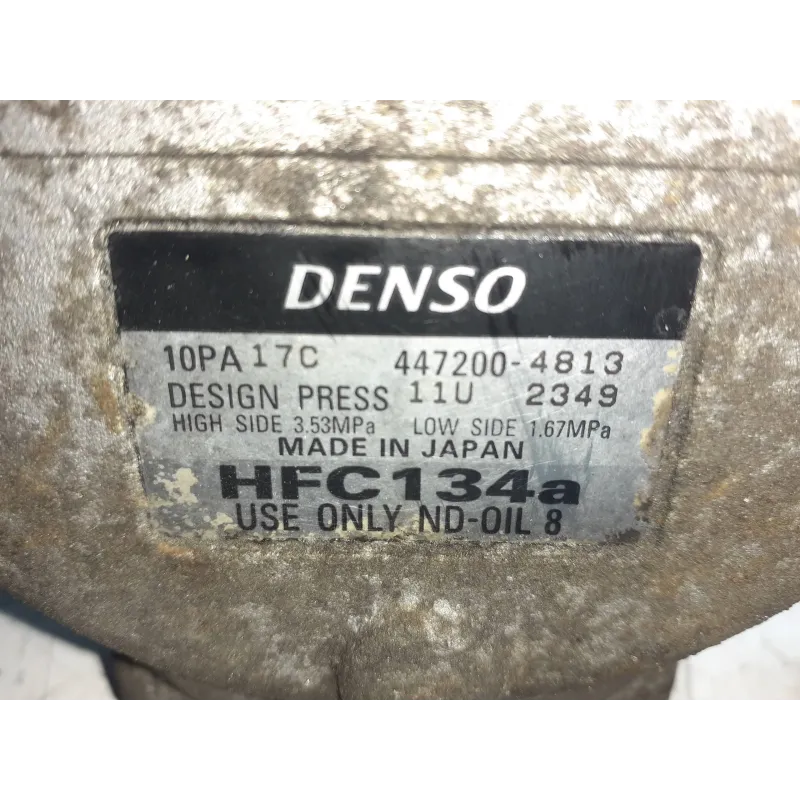 DENSO
10PA17C 447200-4813
DESIGN PRESS 11U 2349
HIGH SIDE 3.53MPa LOW SIDE 1.67MPa
MADE IN JAPAN
HFC134a
USE ONLY ND-OIL 8